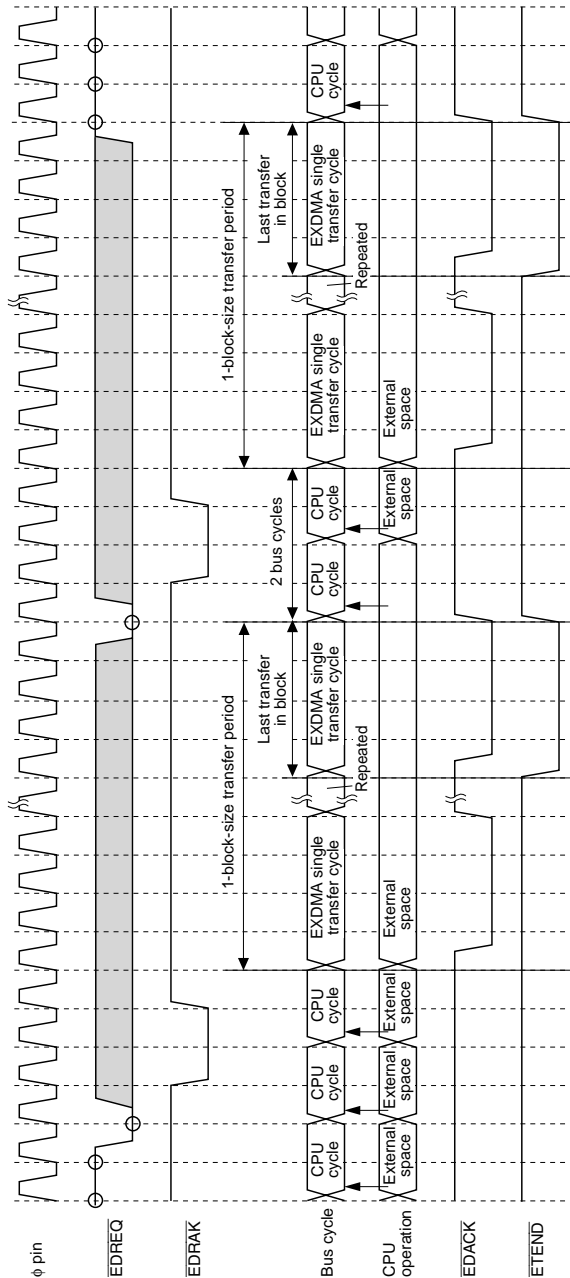 φ pin
EDREQ
EDRAK
1-block-size transfer period
1-block-size transfer period
Last transfer
in block
2 bus cycles
Last transfer
in block
Bus cycle
CPU
cycle
CPU
cycle
CPU
cycle
EXDMA single
transfer cycle
EXDMA single
transfer cycle
CPU
cycle
CPU
cycle
EXDMA single
transfer cycle
EXDMA single
transfer cycle
CPU
cycle
Repeated
Repeated
CPU
operation
External
space
External
space
External
space
External
space
External
space
External
space
EDACK
ETEND